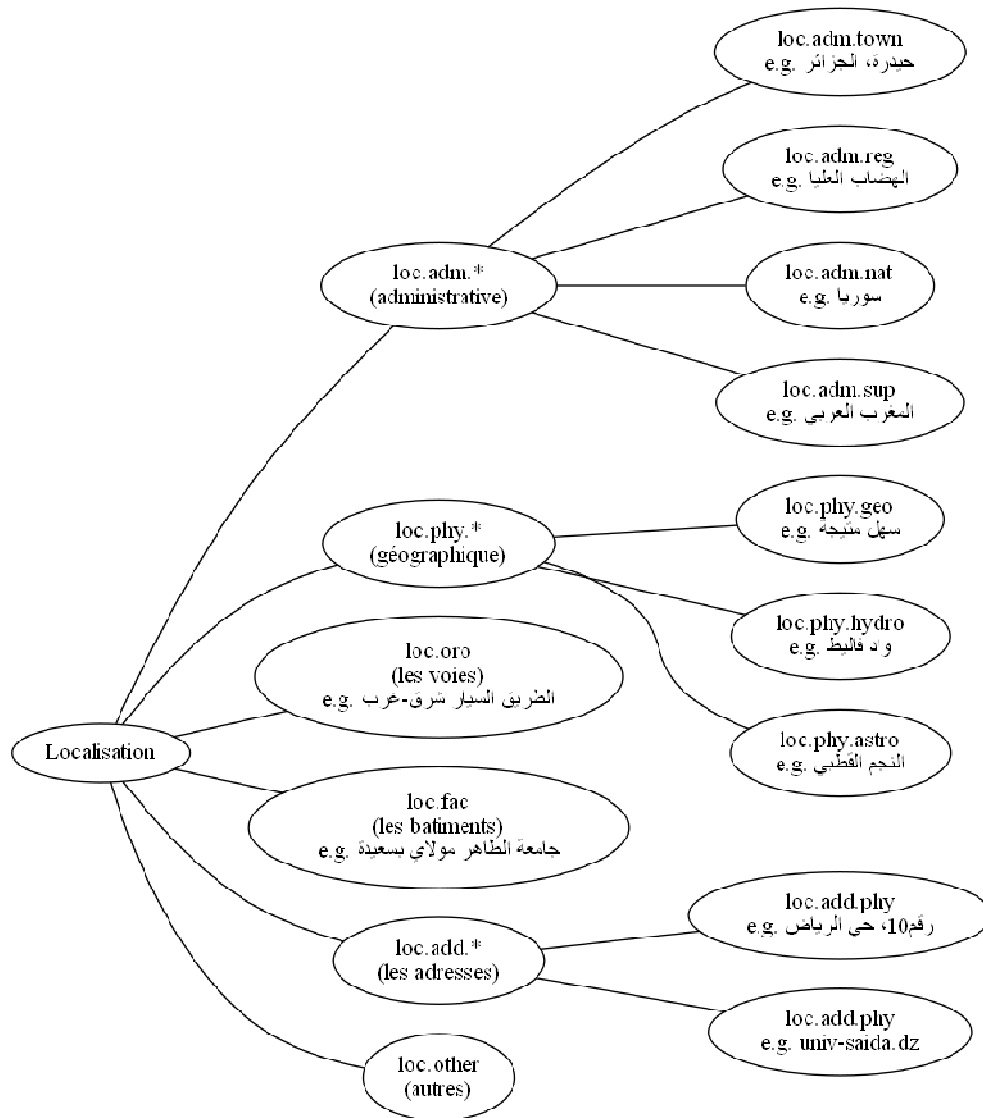 loc.adm.town
e.g. حيدرة، الجزائر
loc.adm.reg
e.g. الهضاب العليا
loc.adm.*
(administrative)
loc.adm.nat
e.g. سوريا
loc.adm.sup
e.g. المغرب العربي
loc.phy.*
(géographique)
loc.phy.geo
e.g. سهل متيجة
loc.phy.hydro
e.g. واد فاليط
loc.oro
(les voies)
e.g. الطريق السيار شرق-غرب
Localisation
loc.phy.astro
e.g. النجم القطبي
loc.fac
(les batiments)
e.g. جامعة الطاهر مولاي بسعيدة
loc.add.*
(les adresses)
loc.add.phy
e.g. رقم10، حي الرياض
loc.add.phy
e.g. univ-saida.dz
loc.other
(autres)